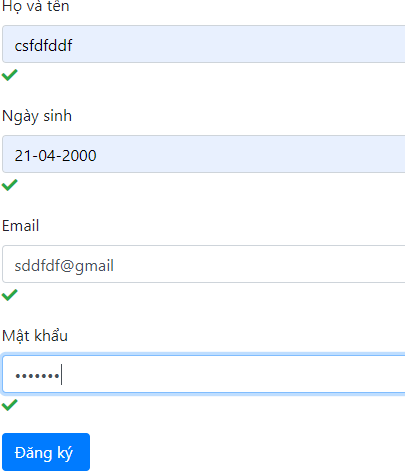 Họ và tên
csfdfddf
Ngày sinh
21-04-2000
Email
sddfdf@gmail
Mật khẩu
•••••••
Đăng ký